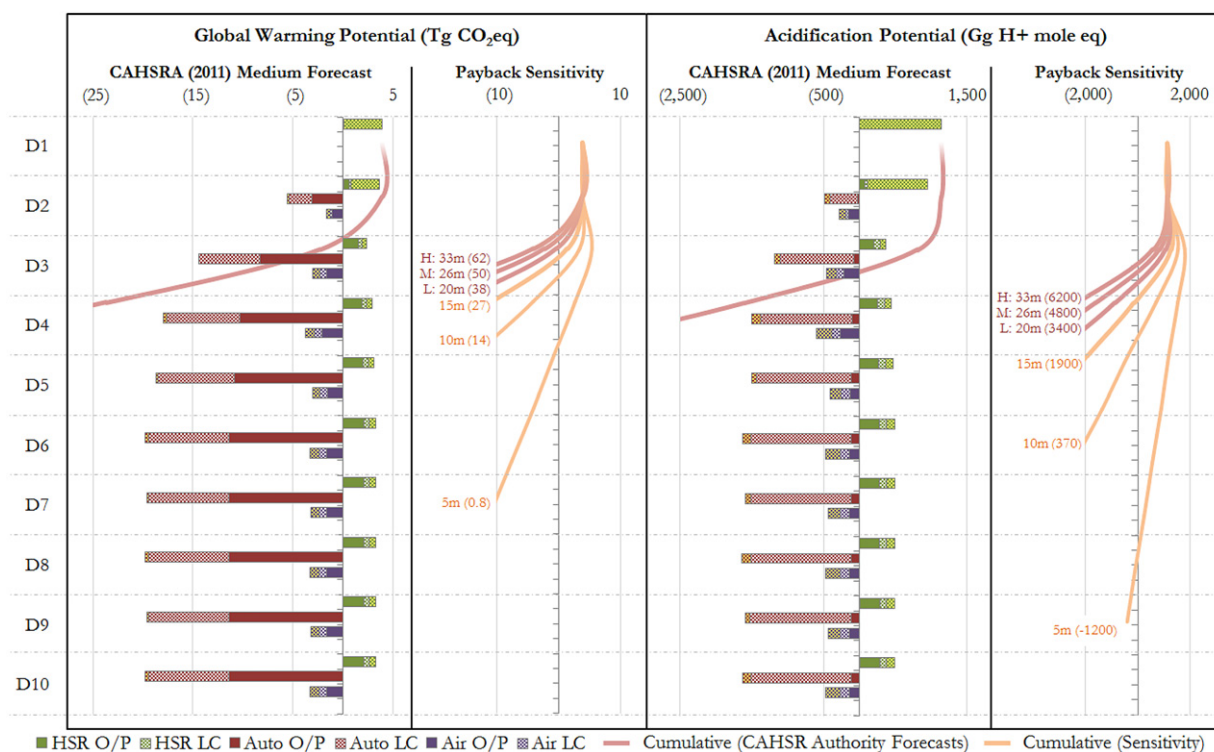 Global Warming Potential (Tg CO₂eq)
CAHSRA (2011) Medium Forecast
Payback Sensitivity
(25) (15) (5) 5
(10) 10
Acidification Potential (Gg H+ mole eq)
CAHSRA (2011) Medium Forecast
Payback Sensitivity
(2,500) (500) 1,500
(2,000) 2,000
D1
D2
D3
D4
D5
D6
D7
D8
D9
D10
H: 33m (62)
M: 26m (50)
L: 20m (38)
15m (27)
10m (14)
5m (0.8)
H: 33m (6200)
M: 26m (4800)
L: 20m (3400)
15m (1900)
10m (370)
5m (-1200)
HSR O/P HSR LC Auto O/P Auto LC Air O/P Air LC Cumulative (CAHSR Authority Forecasts) Cumulative (Sensitivity)